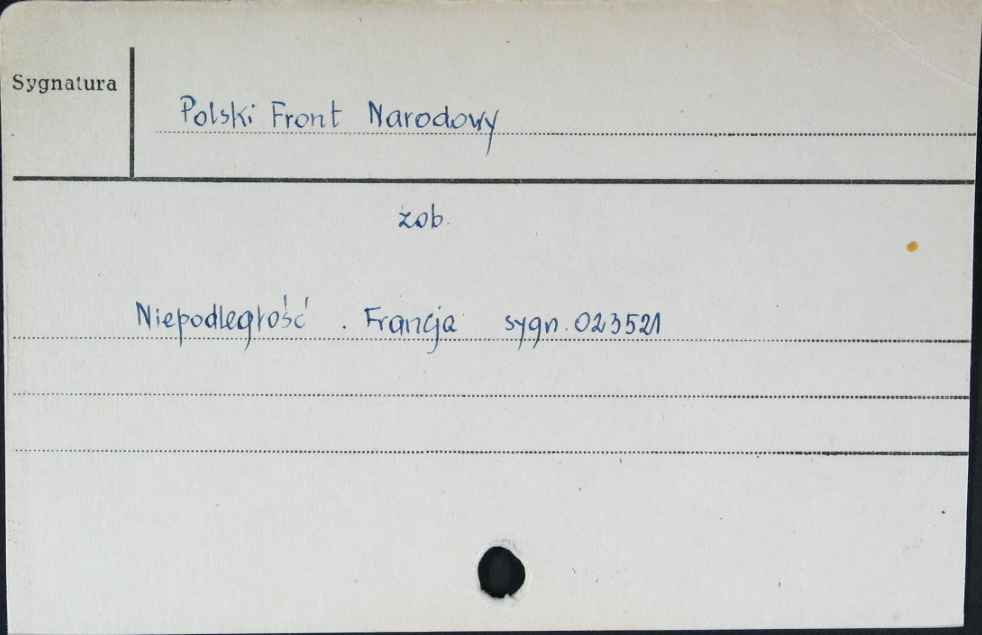 Sygnatura
Polski Front Narodowy
zob.
Niepodległość . Francja sygn. 023521